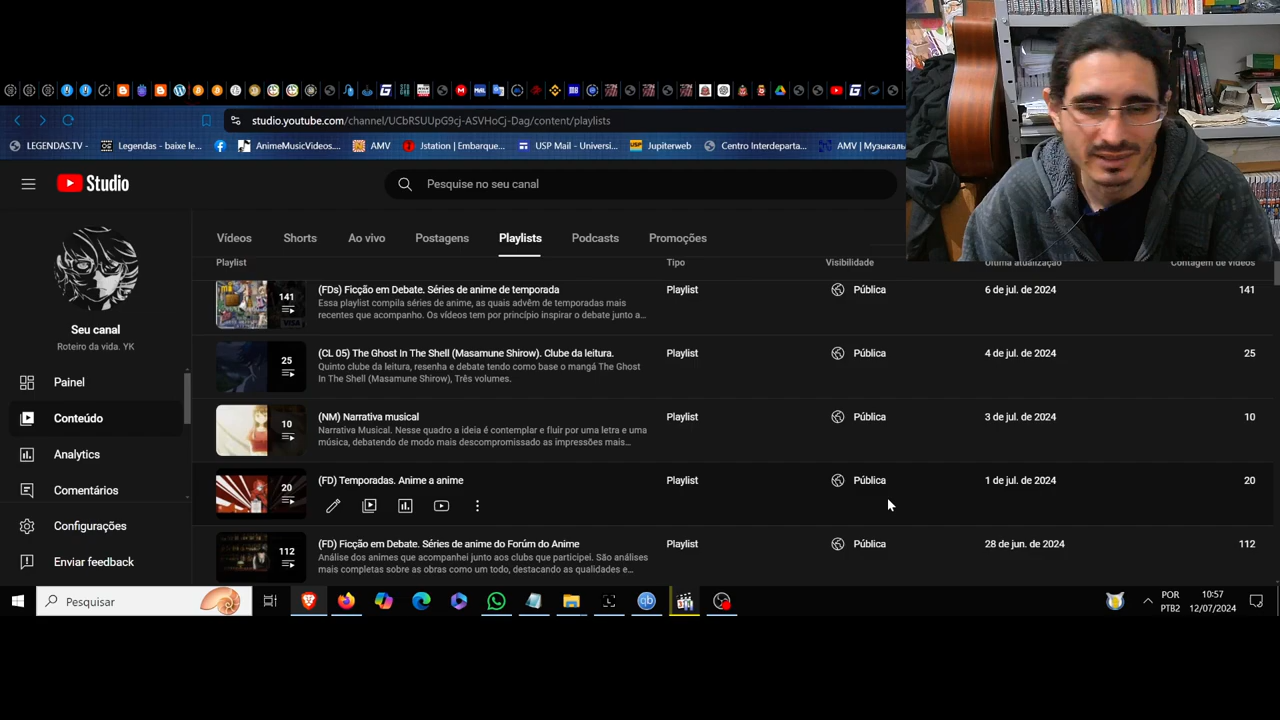 studio.youtube.com/channel/UCbRSUUpG9cj-ASVHoCj-Dag/content/playlists
LEGENDAS.TV -
Legendas - baixe le...
AnimeMusicVideos....
AMV
Jstation | Embarque...
USP Mail - Universi...
Jupiterweb
Centro Interdeparta...
AMV | Музыкаль
Studio
Pesquise no seu canal
Vídeos
Shorts
Ao vivo
Postagens
Playlists
Podcasts
Promoções
Playlist
Tipo
Visibilidade
Última atualização
Contagem de vídeos
Seu canal
Roteiro da vida. YK
Painel
Conteúdo
Analytics
Comentários
Configurações
Enviar feedback
141
(FDs) Ficção em Debate. Séries de anime de temporada
Essa playlist compila séries de anime, as quais advêm de temporadas mais
recentes que acompanho. Os vídeos tem por princípio inspirar o debate junto a...
Playlist
Pública
6 de jul. de 2024
141
25
(CL 05) The Ghost In The Shell (Masamune Shirow). Clube da leitura.
Quinto clube da leitura, resenha e debate tendo como base o mangá The Ghost
In The Shell (Masamune Shirow), Três volumes.
Playlist
Pública
4 de jul. de 2024
25
10
(NM) Narrativa musical
Narrativa Musical. Nesse quadro a ideia é contemplar e fluir por uma letra e uma
música, debatendo de modo mais descompromissado as impressões mais...
Playlist
Pública
3 de jul. de 2024
10
20
(FD) Temporadas. Anime a anime
Playlist
Pública
1 de jul. de 2024
20
112
(FD) Ficção em Debate. Séries de anime do Forúm do Anime
Análise dos animes que acompanhei junto aos clubs que participei. São análises
mais completas sobre as obras como um todo, destacando as qualidades e...
Playlist
Pública
28 de jun. de 2024
112
Pesquisar
POR
PTB2
10:57
12/07/2024